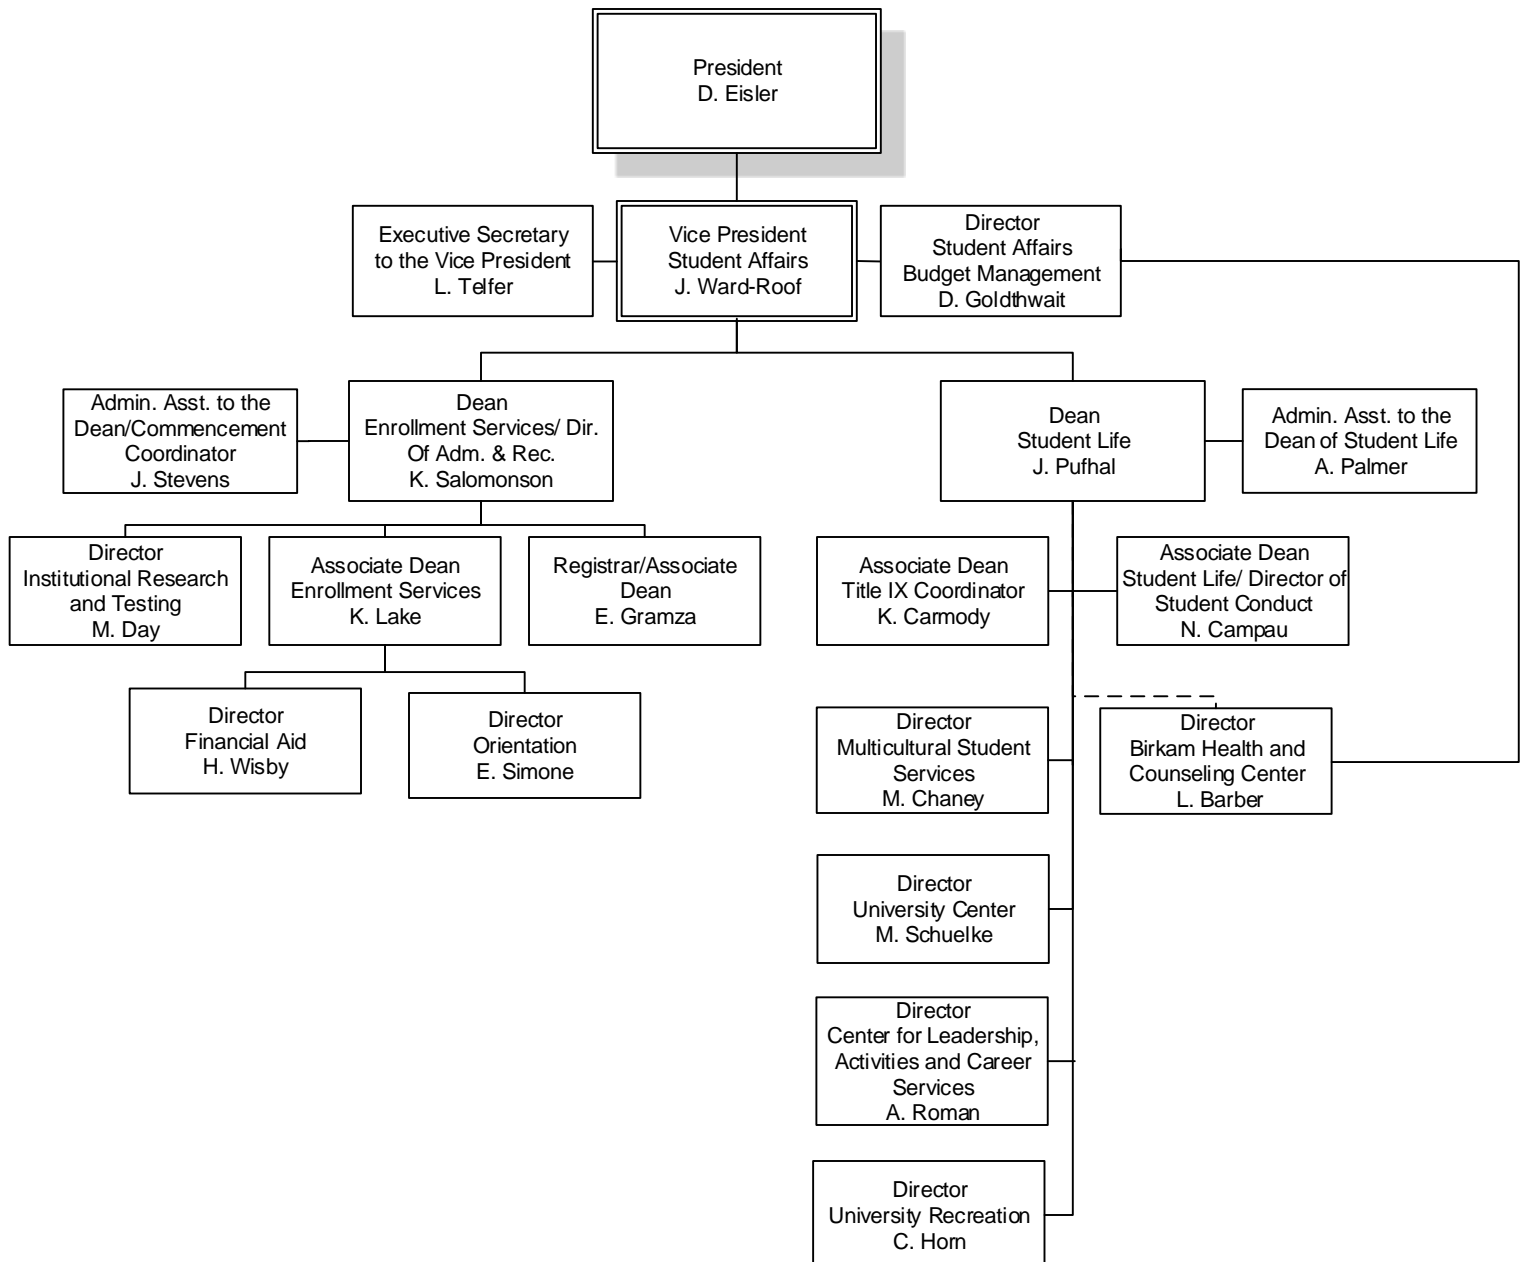 President
D. Eisler
Executive Secretary
to the Vice President
L. Telfer
Vice President
Student Affairs
J. Ward-Roof
Director
Student Affairs
Budget Management
D. Goldthwait
Admin. Asst. to the
Dean/Commencement
Coordinator
J. Stevens
Dean
Enrollment Services/ Dir.
Of Adm. & Rec.
K. Salomonson
Dean
Student Life
J. Pufhal
Admin. Asst. to the
Dean of Student Life
A. Palmer
Director
Institutional Research
and Testing
M. Day
Associate Dean
Enrollment Services
K. Lake
Registrar/Associate
Dean
E. Gramza
Associate Dean
Title IX Coordinator
K. Carmody
Associate Dean
Student Life/ Director of
Student Conduct
N. Campau
Director
Financial Aid
H. Wisby
Director
Orientation
E. Simone
Director
Multicultural Student
Services
M. Chaney
Director
Birkam Health and
Counseling Center
L. Barber
Director
University Center
M. Schuelke
Director
Center for Leadership,
Activities and Career
Services
A. Roman
Director
University Recreation
C. Horn